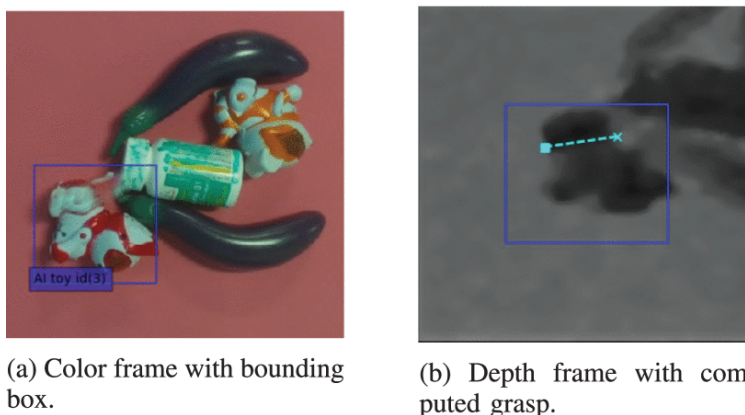 AI toy id(3)
(a) Color frame with bounding
box.
(b) Depth frame with com
puted grasp.